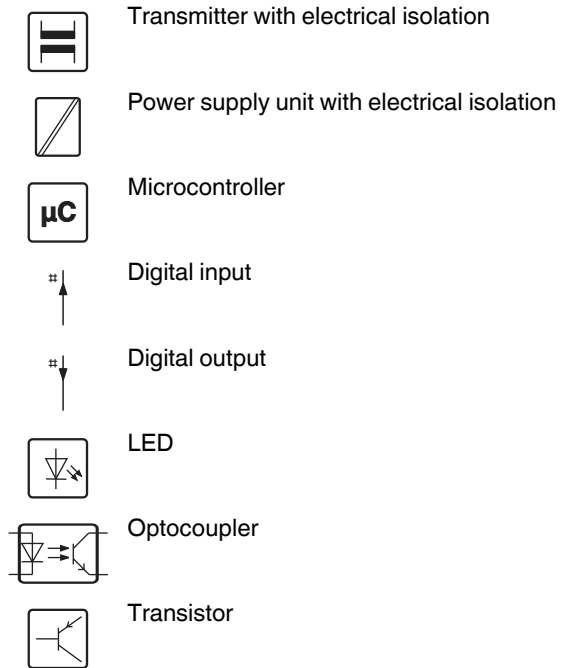 Transmitter with electrical isolation
Power supply unit with electrical isolation
µC
Microcontroller
#
Digital input
#
Digital output
LED
Optocoupler
Transistor